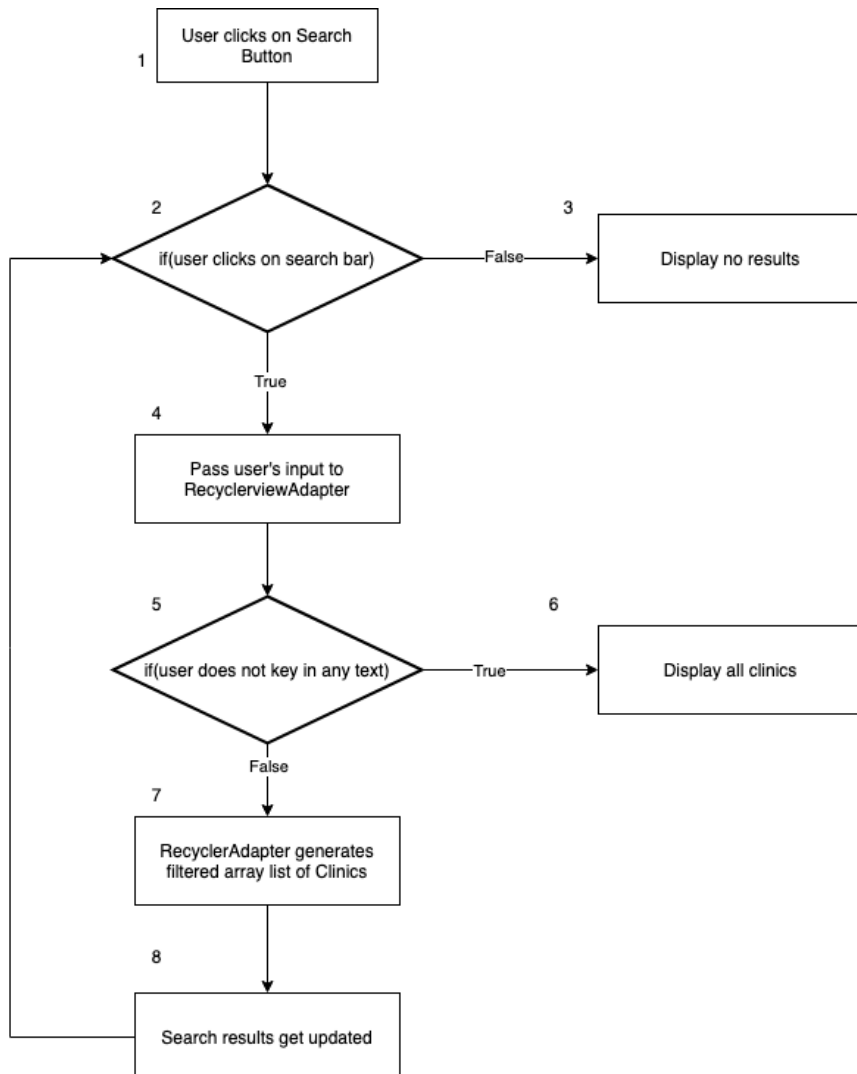 User clicks on Search
Button
1
2
3
if(user clicks on search bar)
False
Display no results
True
4
Pass user's input to
RecyclerviewAdapter
5
6
if(user does not key in any text)
True
Display all clinics
False
7
RecyclerAdapter generates
filtered array list of Clinics
8
Search results get updated